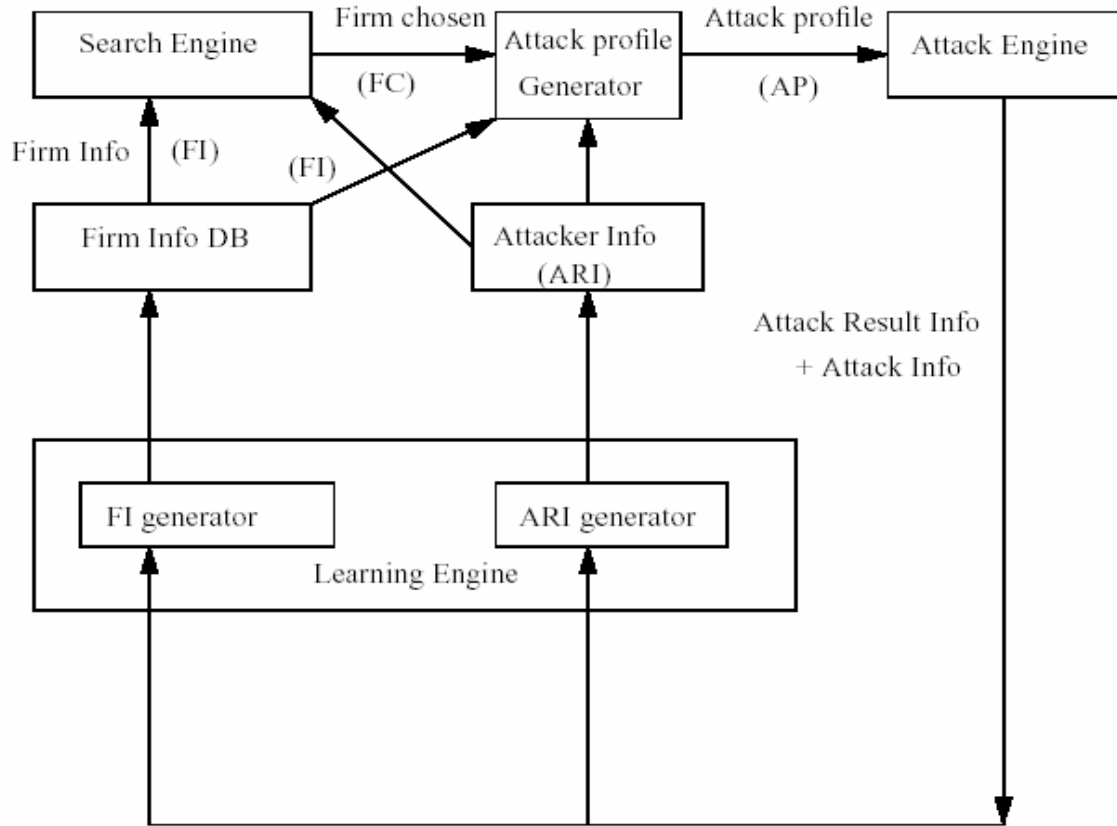 Firm chosen
Attack profile
Search Engine
Attack profile
Generator
Attack Engine
(FC)
(AP)
Firm Info
(FI)
(FI)
Firm Info DB
Attacker Info
(ARI)
Attack Result Info
+ Attack Info
FI generator
ARI generator
Learning Engine